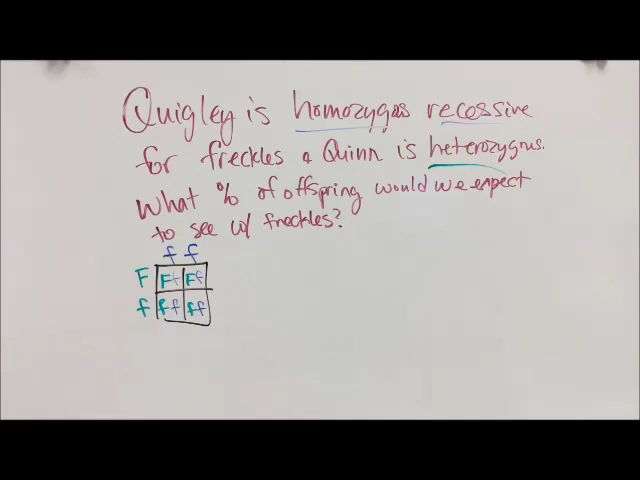 Quigley is homozygos recessive
for freckles & Quinn is heterozygous.
What % of offspring would we expect
to see w/ freckles?
f f
F Ff Ff
f ff ff